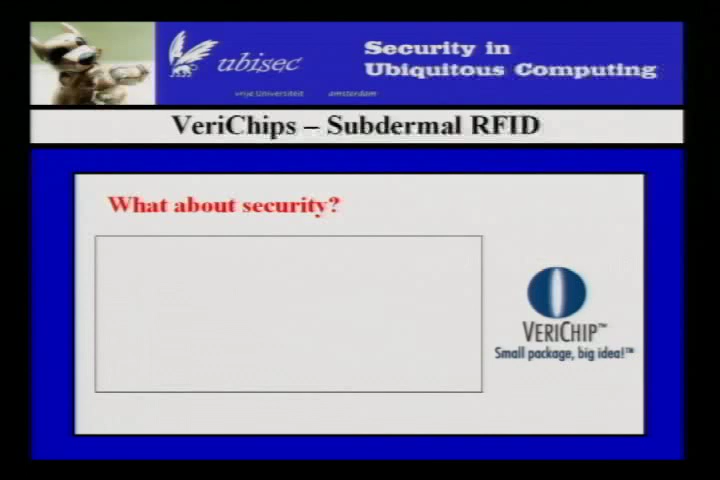 ubisec
vrije Universiteit amsterdam
Security in
Ubiquitous Computing
VeriChips – Subdermal RFID
What about security?
VERICHIP™
Small package, big idea!™